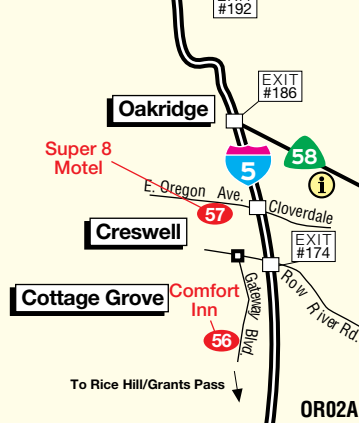 EXIT
#192
EXIT
#186
Oakridge
58
Super 8
Motel
5
i
E. Oregon Ave.
Cloverdale
57
Creswell
EXIT
#174
Cottage Grove
Comfort
Inn
Gateway Blvd.
Row River Rd.
56
To Rice Hill/Grants Pass
OR02A